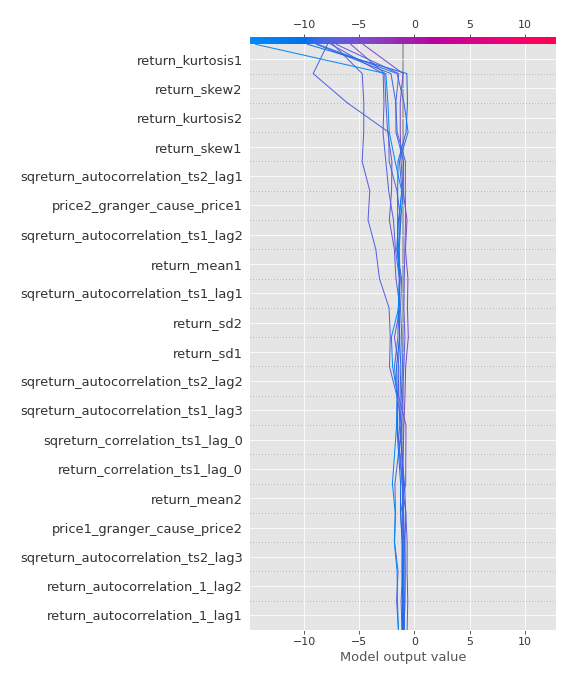 −10 −5 0 5 10
return_kurtosis1
return_skew2
return_kurtosis2
return_skew1
sqreturn_autocorrelation_ts2_lag1
price2_granger_cause_price1
sqreturn_autocorrelation_ts1_lag2
return_mean1
sqreturn_autocorrelation_ts1_lag1
return_sd2
return_sd1
sqreturn_autocorrelation_ts2_lag2
sqreturn_autocorrelation_ts1_lag3
sqreturn_correlation_ts1_lag_0
return_correlation_ts1_lag_0
return_mean2
price1_granger_cause_price2
sqreturn_autocorrelation_ts2_lag3
return_autocorrelation_1_lag2
return_autocorrelation_1_lag1
−10 −5 0 5 10
Model output value